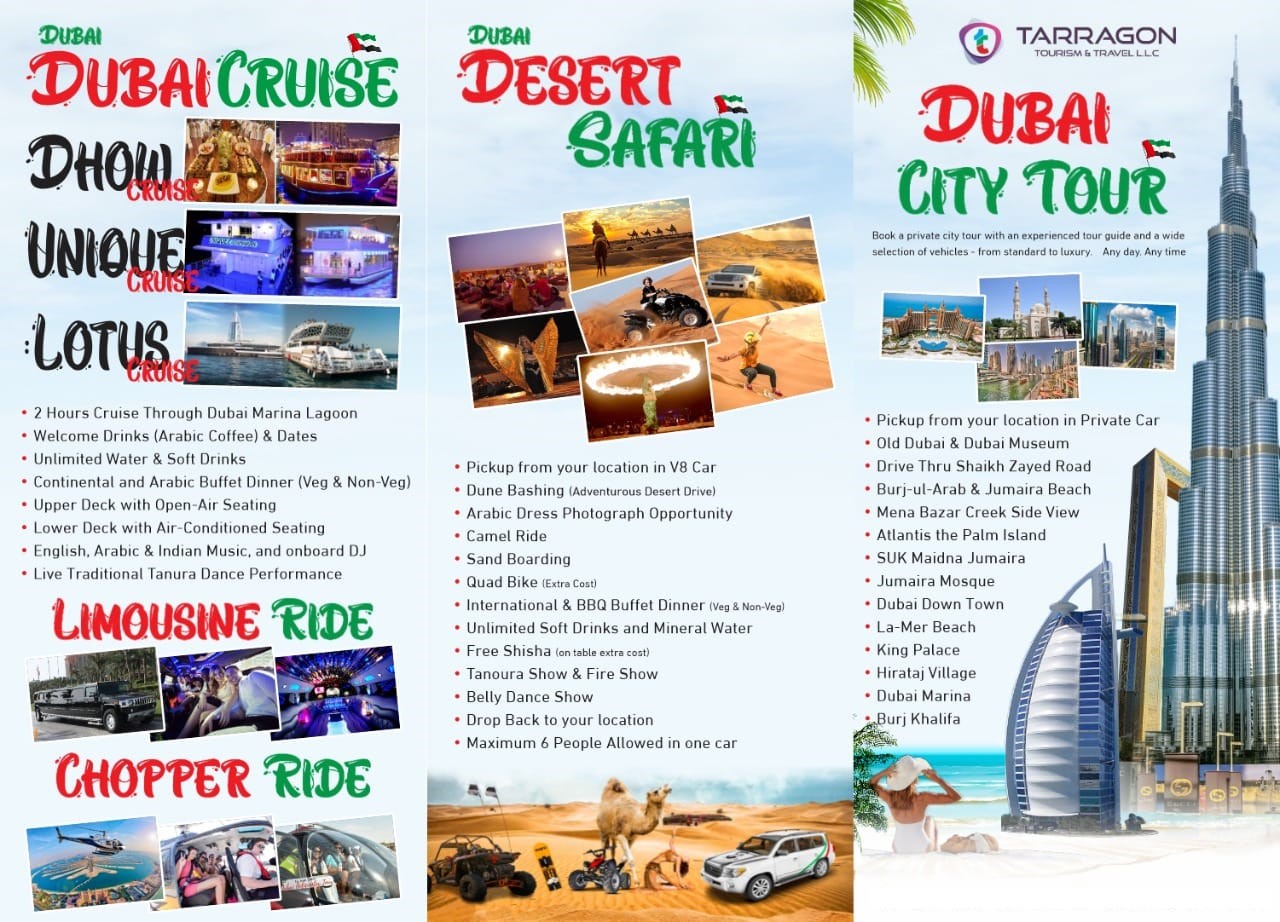 DUBAI
DUBAI CRUISE
DHOW
CRUISE
UNIQUE
CRUISE
:LOTUS
CRUISE
• 2 Hours Cruise Through Dubai Marina Lagoon
• Welcome Drinks (Arabic Coffee) & Dates
• Unlimited Water & Soft Drinks
• Continental and Arabic Buffet Dinner (Veg & Non-Veg)
• Upper Deck with Open-Air Seating
• Lower Deck with Air-Conditioned Seating
• English, Arabic & Indian Music, and onboard DJ
• Live Traditional Tanura Dance Performance
LIMOUSINE RIDE
CHOPPER RIDE
DUBAI
DESERT
SAFARI
• Pickup from your location in V8 Car
• Dune Bashing (Adventurous Desert Drive)
• Arabic Dress Photograph Opportunity
• Camel Ride
• Sand Boarding
• Quad Bike (Extra Cost)
• International & BBQ Buffet Dinner (Veg & Non-Veg)
• Unlimited Soft Drinks and Mineral Water
• Free Shisha (on table extra cost)
• Tanoura Show & Fire Show
• Belly Dance Show
• Drop Back to your location
• Maximum 6 People Allowed in one car
t
TARRAGON
TOURISM & TRAVEL L.L.C
DUBAI
CITY TOUR
Book a private city tour with an experienced tour guide and a wide
selection of vehicles - from standard to luxury. Any day, Any time
• Pickup from your location in Private Car
• Old Dubai & Dubai Museum
• Drive Thru Shaikh Zayed Road
• Burj-ul-Arab & Jumaira Beach
• Mena Bazar Creek Side View
• Atlantis the Palm Island
• SUK Maidna Jumaira
• Jumaira Mosque
• Dubai Down Town
• La-Mer Beach
• King Palace
• Hirataj Village
• Dubai Marina
• Burj Khalifa